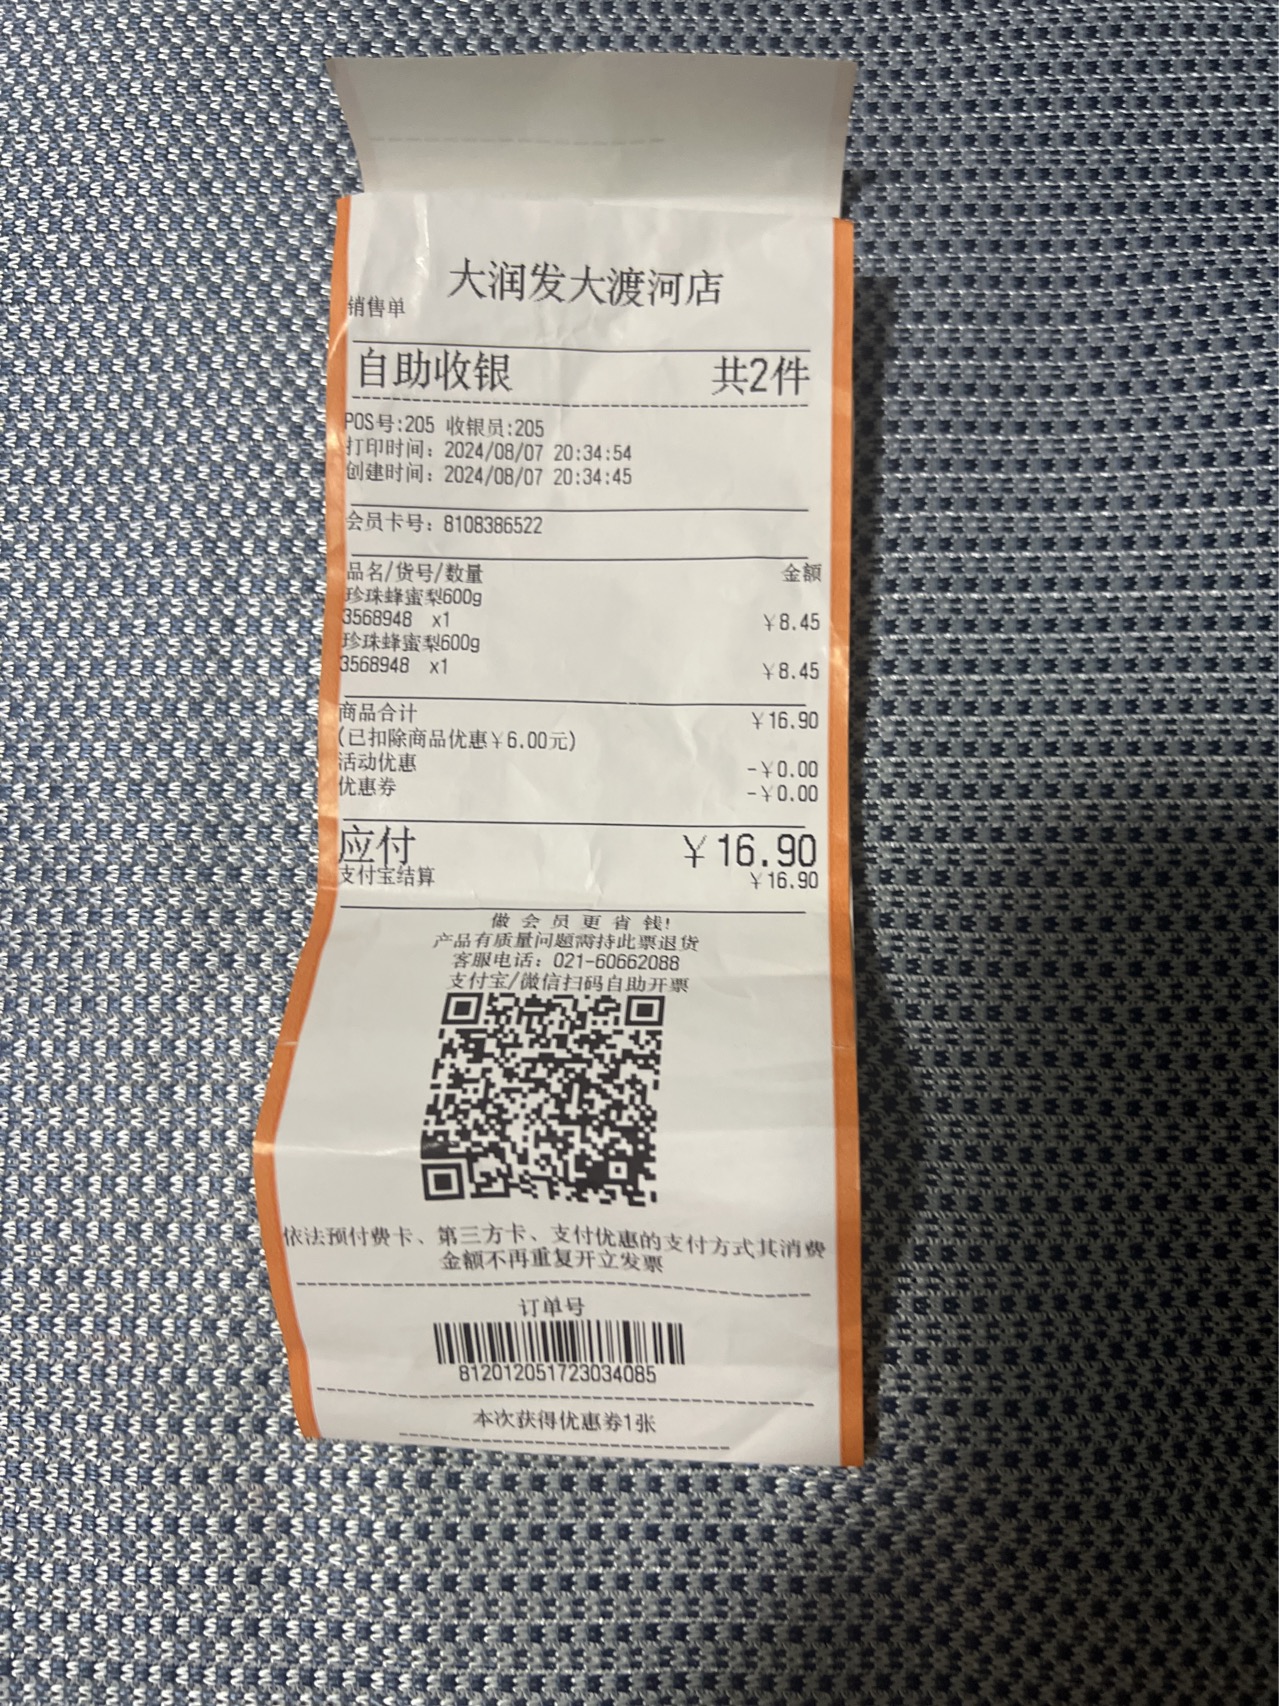 大润发大渡河店
销售单
自助收银 共2件
POS号:205 收银员:205
打印时间: 2024/08/07 20:34:54
创建时间: 2024/08/07 20:34:45
会员卡号: 8108386522
品名/货号/数量 金额
珍珠蜂蜜梨600g
3568948 x1 ¥8.45
珍珠蜂蜜梨600g
3568948 x1 ¥8.45
商品合计 ¥16.90
(已扣除商品优惠¥6.00元)
活动优惠 -¥0.00
优惠券 -¥0.00
应付 ¥16.90
支付宝结算 ¥16.90
做会员更省钱!
产品有质量问题需持此票退货
客服电话: 021-60662088
支付宝/微信扫码自助开票
依法预付费卡、第三方卡、支付优惠的支付方式其消费
金额不再重复开立发票
订单号
812012051723034085
本次获得优惠券1张